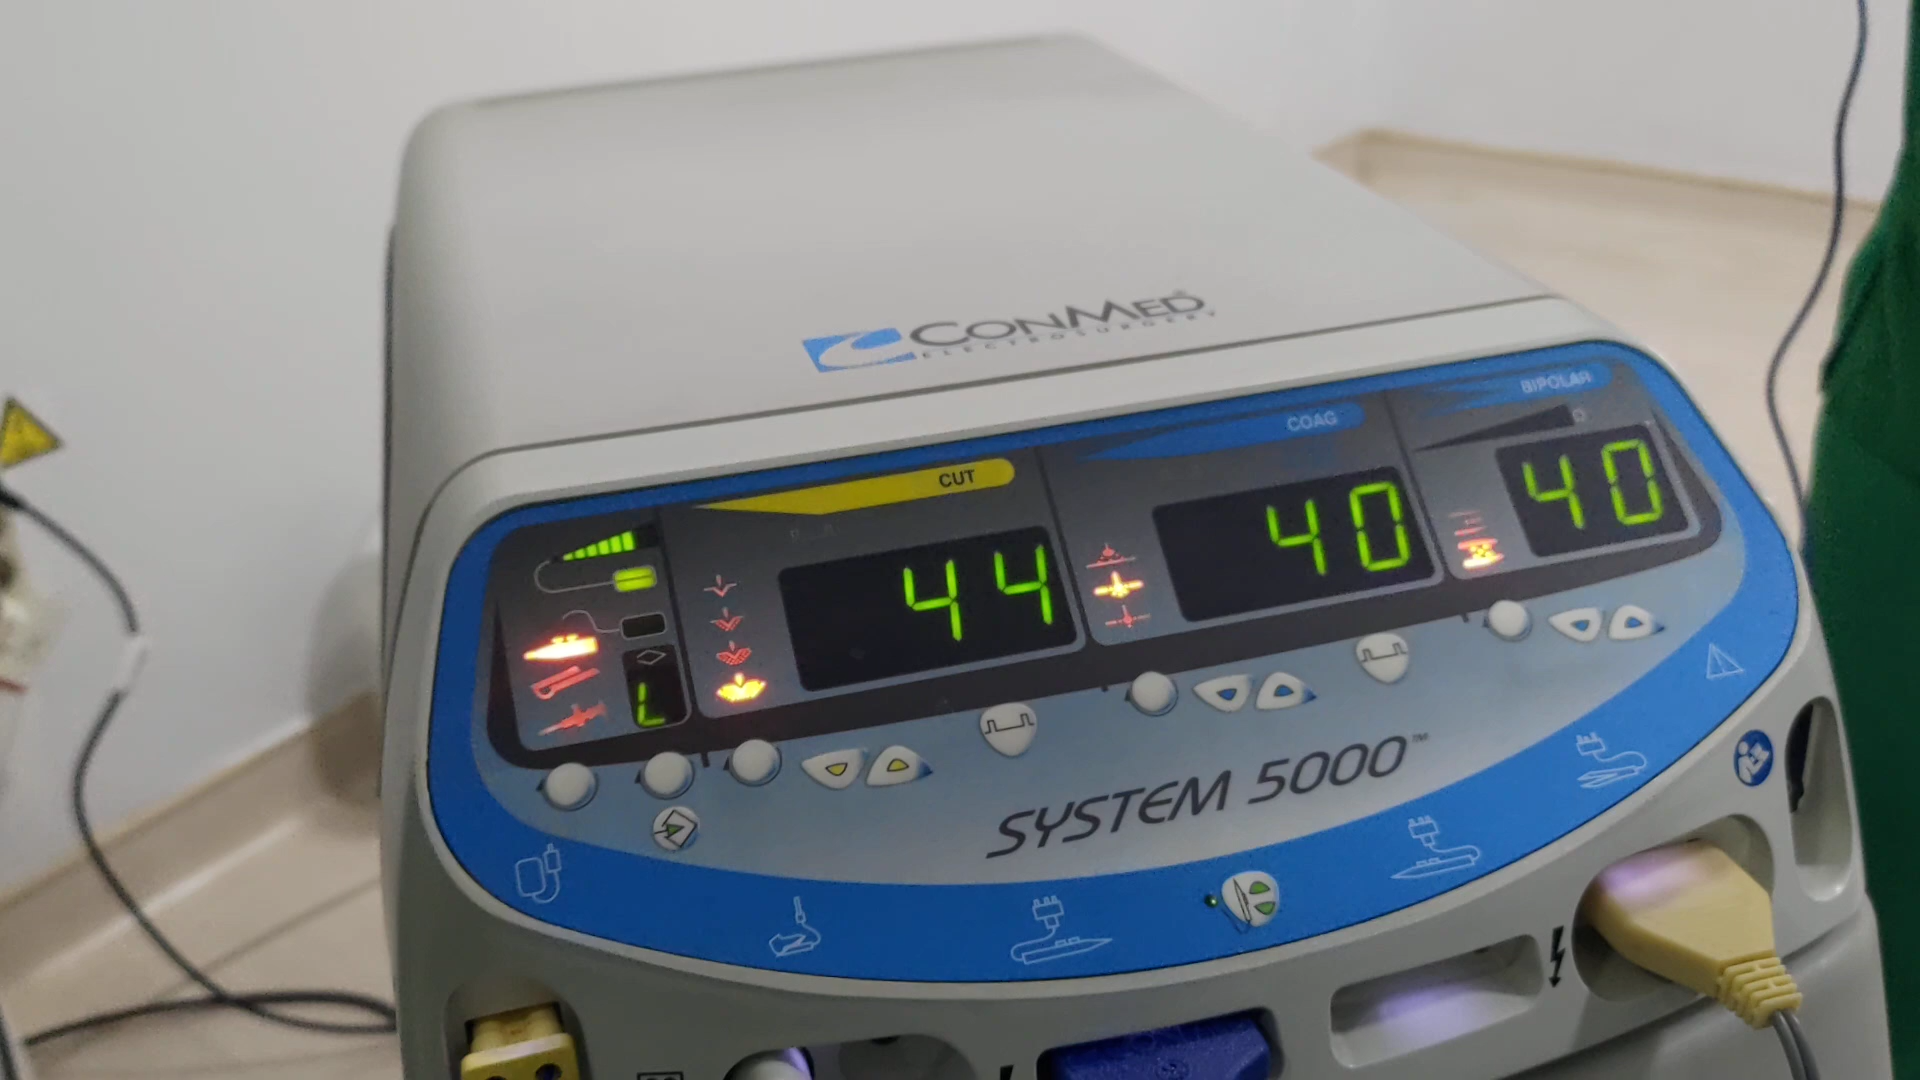 CONMED®
ELECTROSURGERY
BIPOLAR
COAG
CUT
44
40
40
L
SYSTEM 5000™